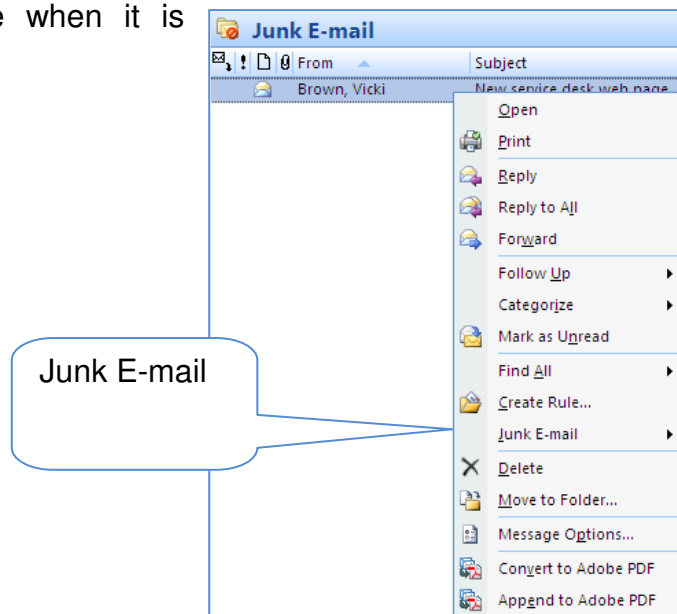 e when it is
Junk E-mail
! From Subject
Brown, Vicki New service desk web page
Open
Print
Reply
Reply to All
Forward
Follow Up
Categorize
Mark as Unread
Find All
Create Rule...
Junk E-mail
Junk E-mail
Delete
Move to Folder...
Message Options...
Convert to Adobe PDF
Append to Adobe PDF